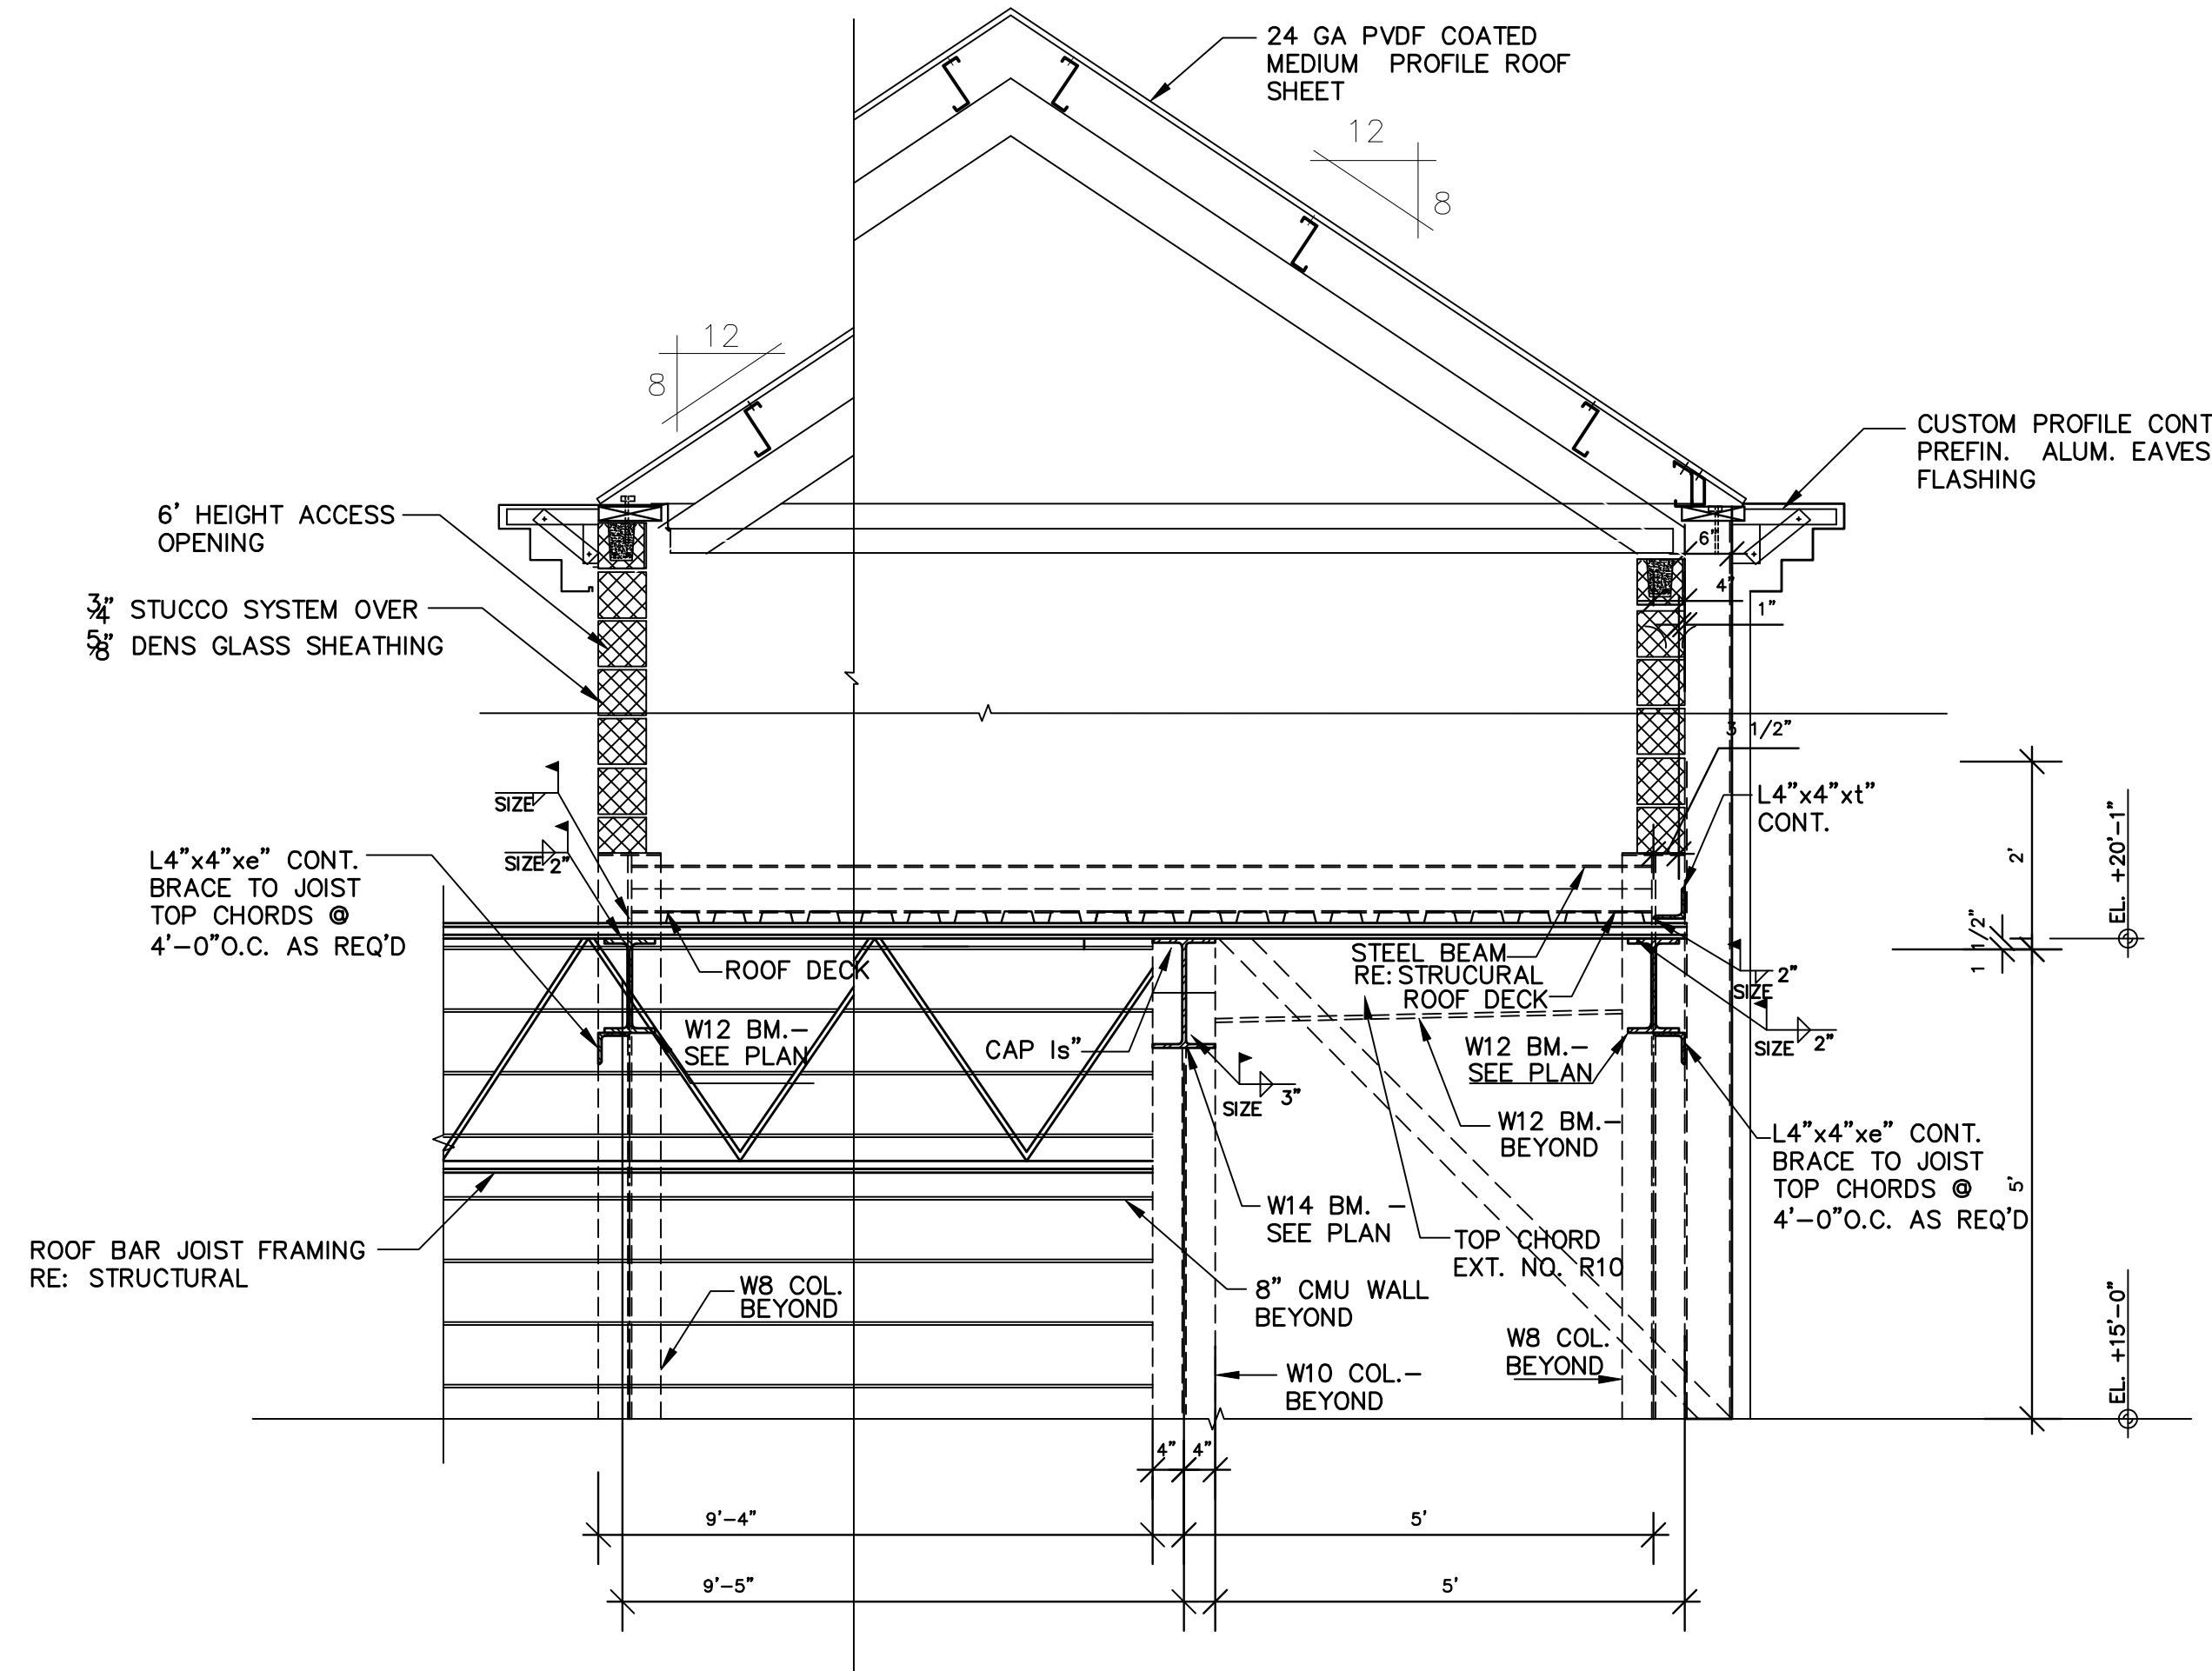 24 GA PVDF COATED
MEDIUM PROFILE ROOF
SHEET
12
8
12
8
CUSTOM PROFILE CONT
PREFIN. ALUM. EAVES
FLASHING
6' HEIGHT ACCESS
OPENING
3/4" STUCCO SYSTEM OVER
5/8" DENS GLASS SHEATHING
6"
4"
1"
3 1/2"
L4"x4"xt"
CONT.
SIZE
SIZE 2"
L4"x4"xe" CONT.
BRACE TO JOIST
TOP CHORDS @
4'-0"O.C. AS REQ'D
2'
EL. +20'-1"
1 1/2"
ROOF DECK
STEEL BEAM
RE: STRUCURAL
ROOF DECK
2"
SIZE
2"
SIZE
W12 BM.-
SEE PLAN
CAP Is"
SIZE 3"
W12 BM.-
SEE PLAN
W12 BM.-
BEYOND
L4"x4"xe" CONT.
BRACE TO JOIST
TOP CHORDS @
4'-0"O.C. AS REQ'D
5'
W14 BM. -
SEE PLAN
TOP CHORD
EXT. NO. R10
ROOF BAR JOIST FRAMING
RE: STRUCTURAL
W8 COL.
BEYOND
8" CMU WALL
BEYOND
W10 COL.-
BEYOND
W8 COL.
BEYOND
EL. +15'-0"
4" 4"
9'-4"
5'
9'-5"
5'